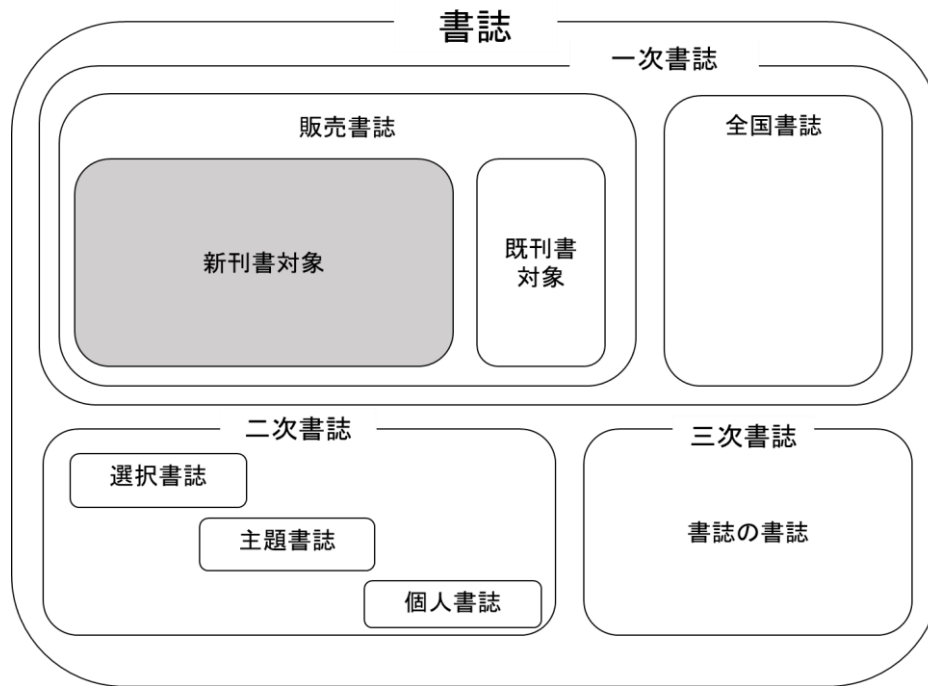 書誌
一次書誌
販売書誌
全国書誌
新刊書対象
既刊書
対象
二次書誌
選択書誌
主題書誌
個人書誌
三次書誌
書誌の書誌